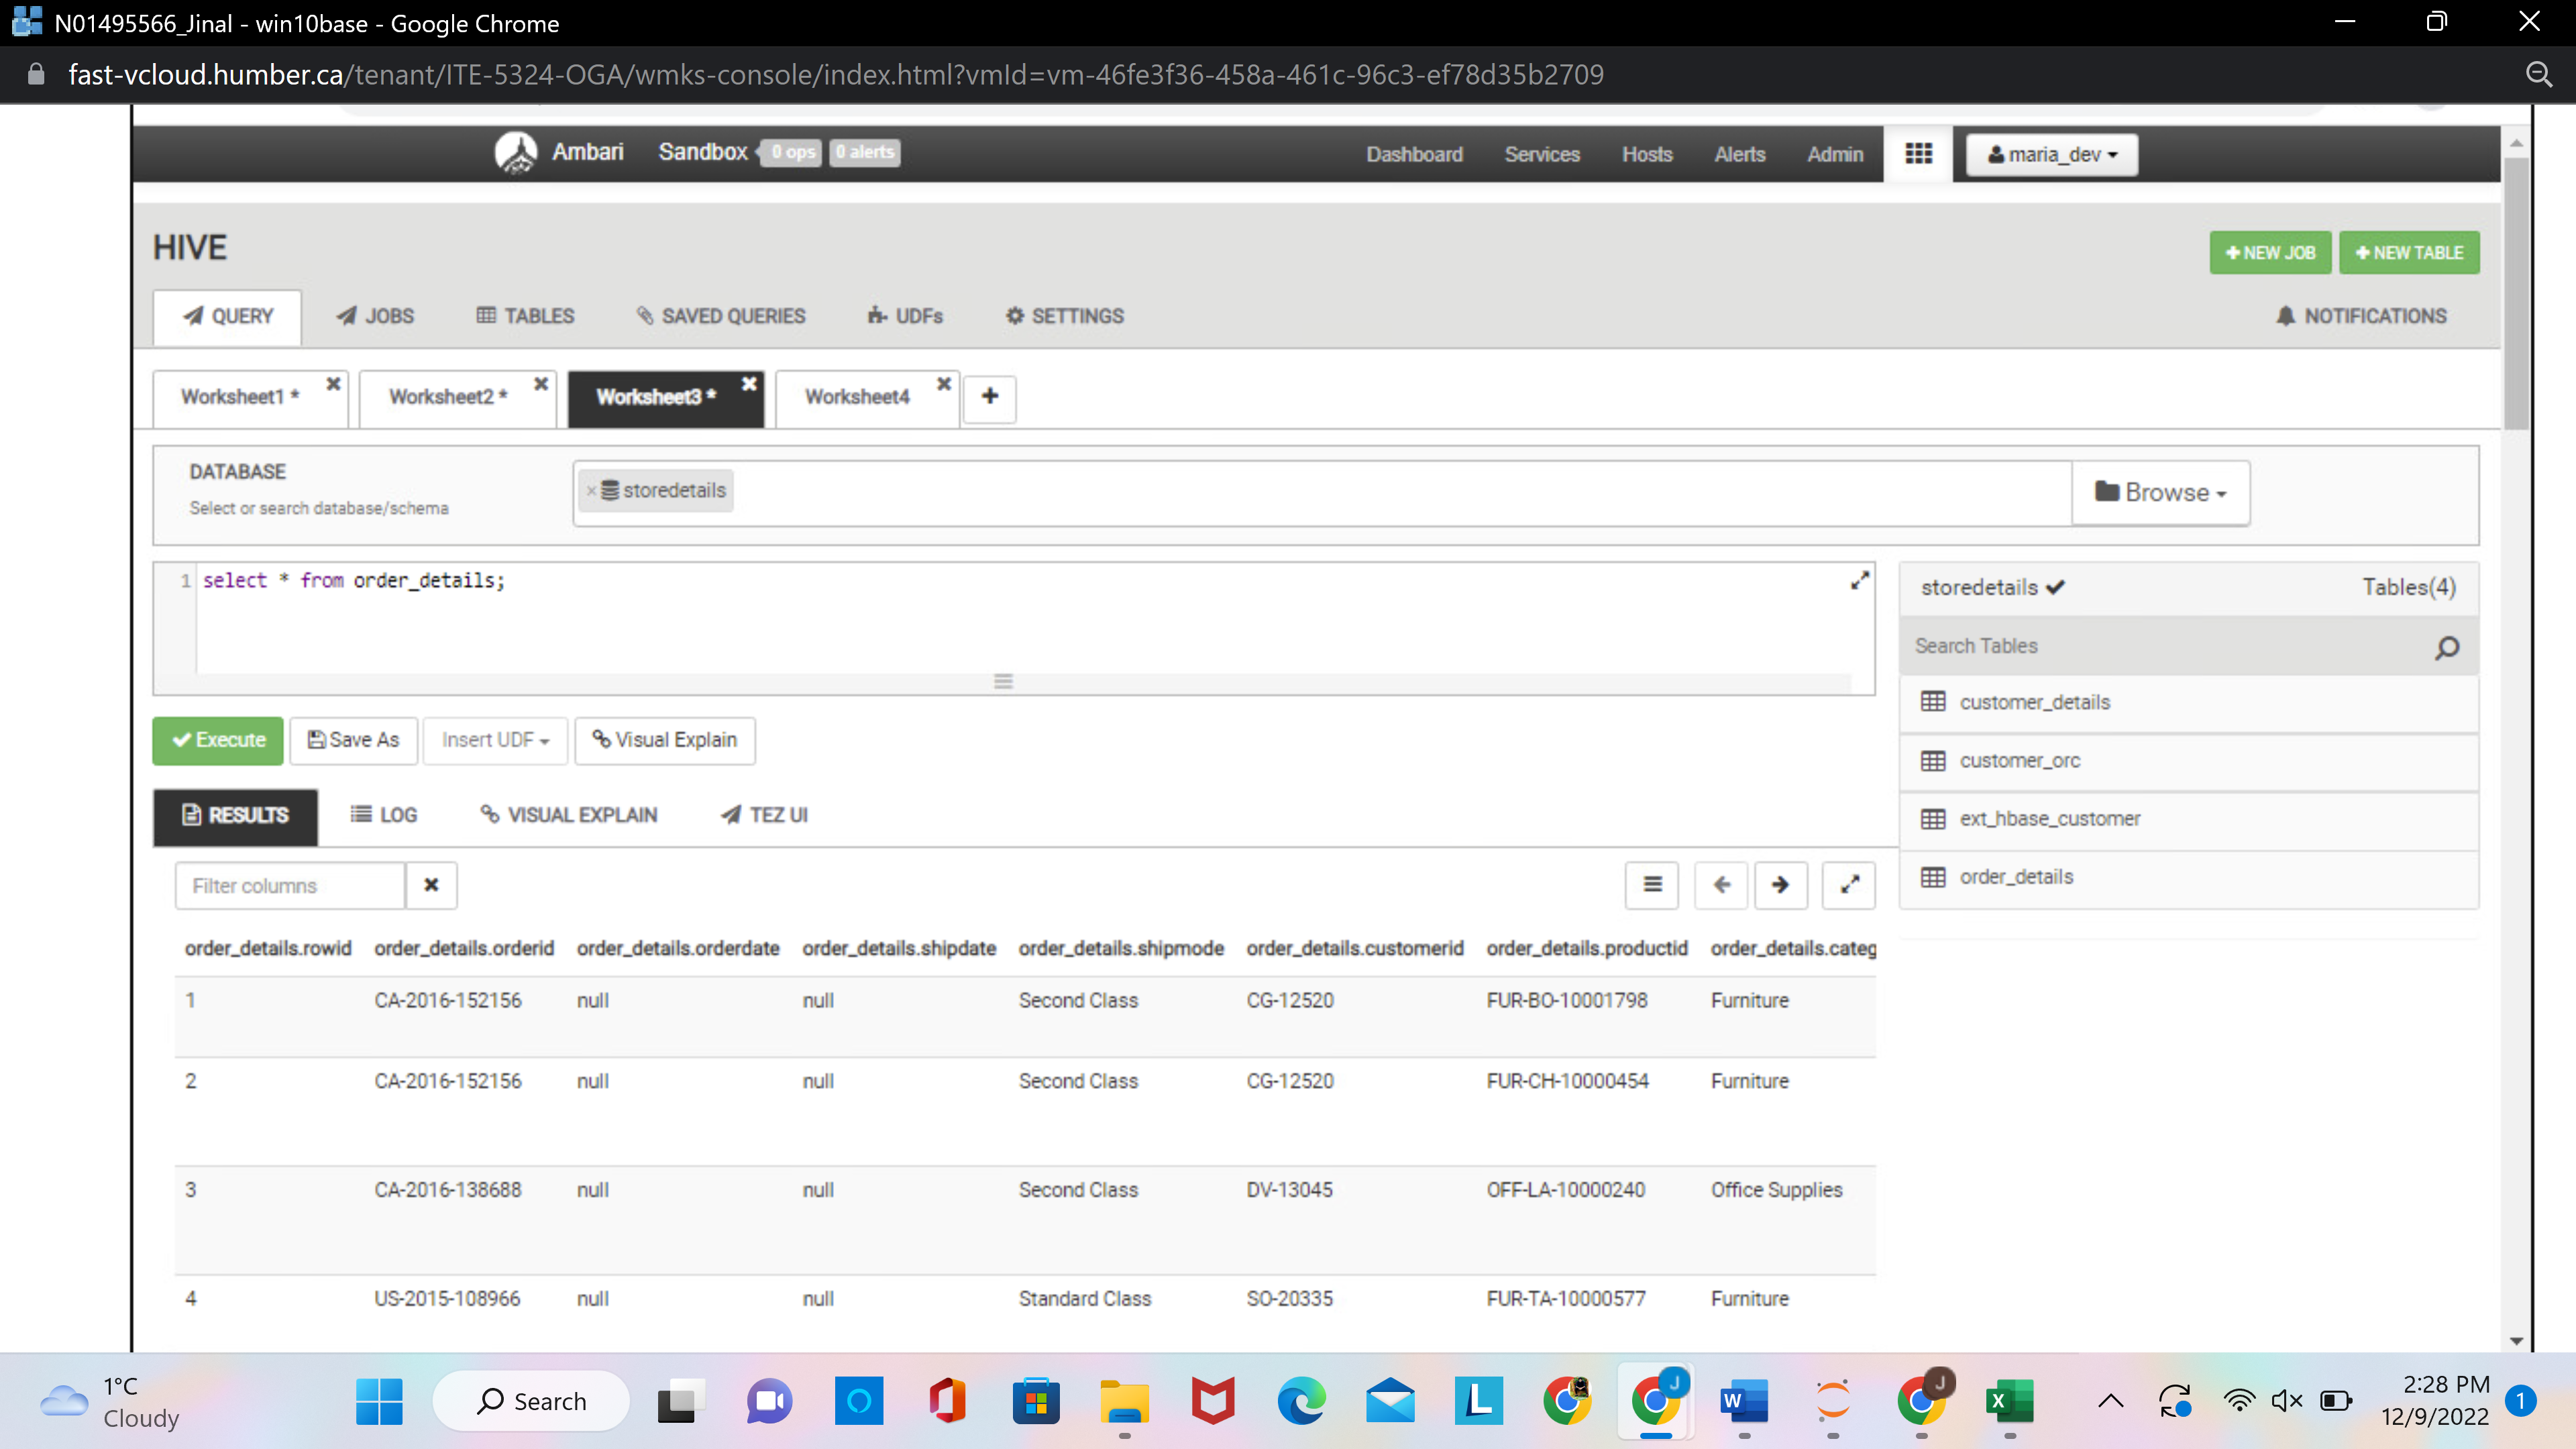 N01495566_Jinal - win10base - Google Chrome
fast-vcloud.humber.ca/tenant/ITE-5324-OGA/wmks-console/index.html?vmId=vm-46fe3f36-458a-461c-96c3-ef78d35b2709
Ambari Sandbox 0 ops 0 alerts Dashboard Services Hosts Alerts Admin maria_dev
HIVE
NEW JOB NEW TABLE
QUERY JOBS TABLES SAVED QUERIES UDFs SETTINGS NOTIFICATIONS
Worksheet1 * Worksheet2 * Worksheet3 * Worksheet4
DATABASE
Select or search database/schema
× storedetails
Browse
1 select * from order_details;
storedetails Tables(4)
Search Tables
customer_details
customer_orc
ext_hbase_customer
order_details
Execute Save As Insert UDF Visual Explain
RESULTS LOG VISUAL EXPLAIN TEZ UI
Filter columns
order_details.rowid order_details.orderid order_details.orderdate order_details.shipdate order_details.shipmode order_details.customerid order_details.productid order_details.categ
1 CA-2016-152156 null null Second Class CG-12520 FUR-BO-10001798 Furniture
2 CA-2016-152156 null null Second Class CG-12520 FUR-CH-10000454 Furniture
3 CA-2016-138688 null null Second Class DV-13045 OFF-LA-10000240 Office Supplies
4 US-2015-108966 null null Standard Class SO-20335 FUR-TA-10000577 Furniture
1°C
Cloudy
Search
J
J
2:28 PM
12/9/2022
1